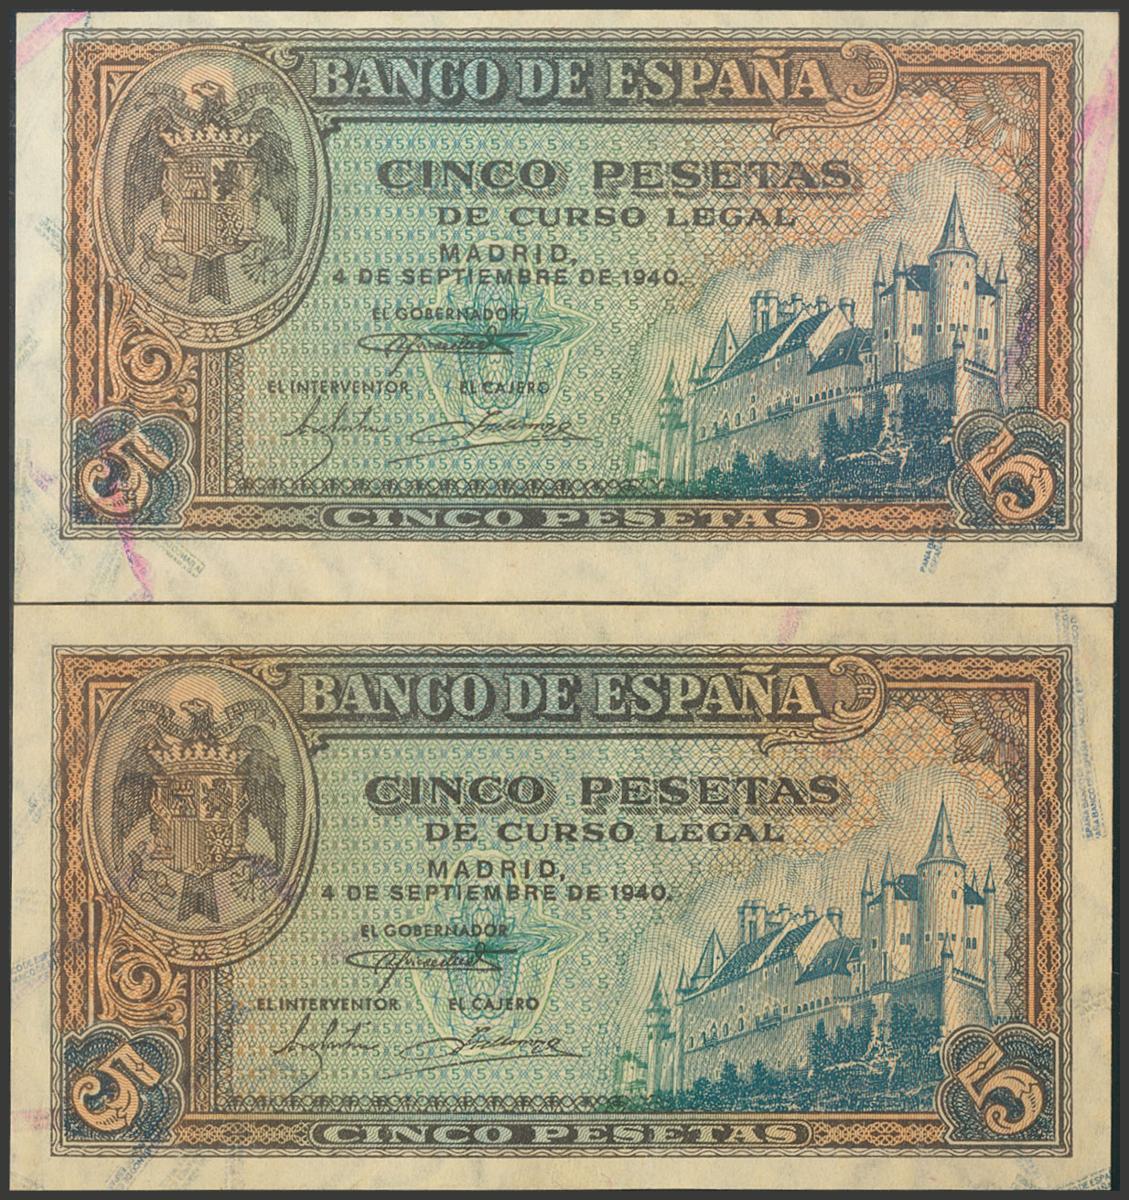 BANCO DE ESPAÑA
CINCO PESETAS
DE CURSO LEGAL
MADRID,
4 DE SEPTIEMBRE DE 1940.
EL GOBERNADOR
EL INTERVENTOR EL CAJERO
5 5
CINCO PESETAS
BANCO DE ESPAÑA
CINCO PESETAS
DE CURSO LEGAL
MADRID,
4 DE SEPTIEMBRE DE 1940.
EL GOBERNADOR
EL INTERVENTOR EL CAJERO
5 5
CINCO PESETAS